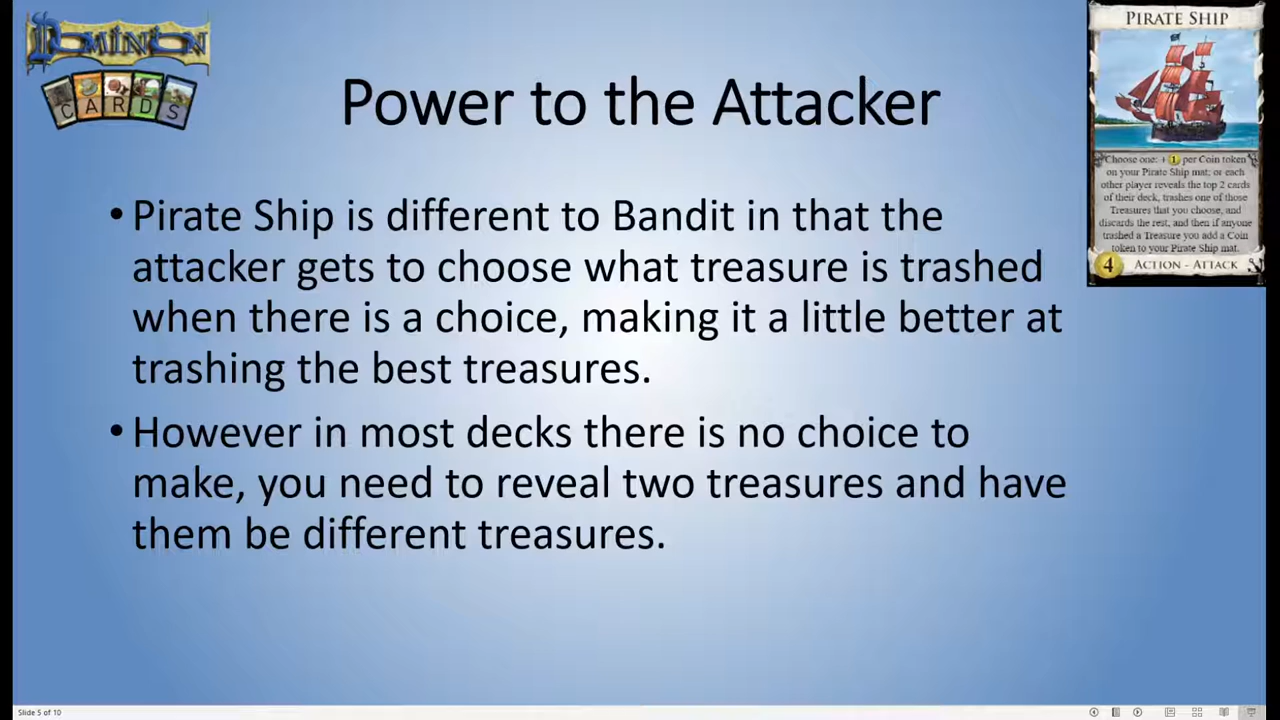 DOMINION
CARDS
Power to the Attacker
• Pirate Ship is different to Bandit in that the
attacker gets to choose what treasure is trashed
when there is a choice, making it a little better at
trashing the best treasures.
• However in most decks there is no choice to
make, you need to reveal two treasures and have
them be different treasures.
PIRATE SHIP
Choose one: + 1 per Coin token
on your Pirate Ship mat; or each
other player reveals the top 2 cards
of their deck, trashes one of those
Treasures that you choose, and
discards the rest, and then if anyone
trashed a Treasure you add a Coin
token to your Pirate Ship mat.
4 ACTION - ATTACK
Slide 5 of 10